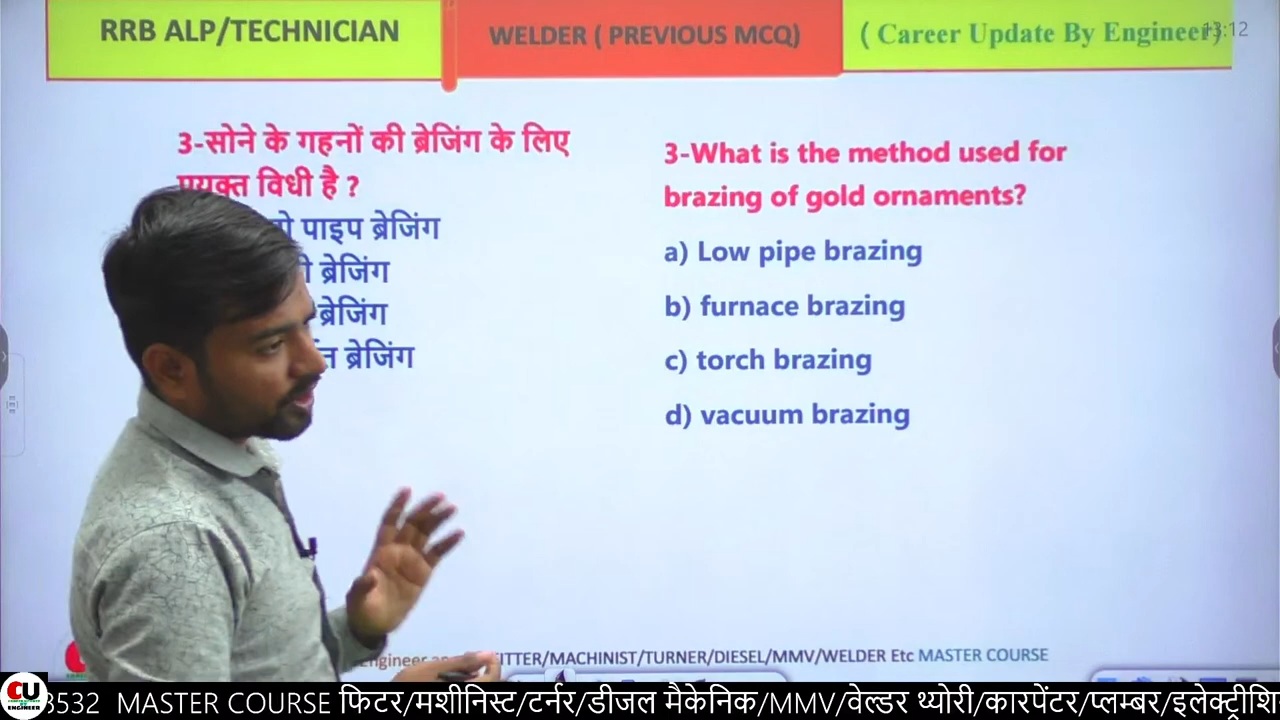 RRB ALP/TECHNICIAN
WELDER ( PREVIOUS MCQ)
( Career Update By Engineer)
13:12
3-सोने के गहनों की ब्रेजिंग के लिए
विधी है ?
पाइप ब्रेजिंग
ब्रेजिंग
ब्रेजिंग
ब्रेजिंग
3-What is the method used for
brazing of gold ornaments?
a) Low pipe brazing
b) furnace brazing
c) torch brazing
d) vacuum brazing
FITTER/MACHINIST/TURNER/DIESEL/MMV/WELDER Etc MASTER COURSE
CU
ENGINEER
3532 MASTER COURSE फिटर/मशीनिस्ट/टर्नर/डीजल मैकेनिक/MMV/वेल्डर थ्योरी/कारपेंटर/प्लम्बर/इलेक्ट्रीशि